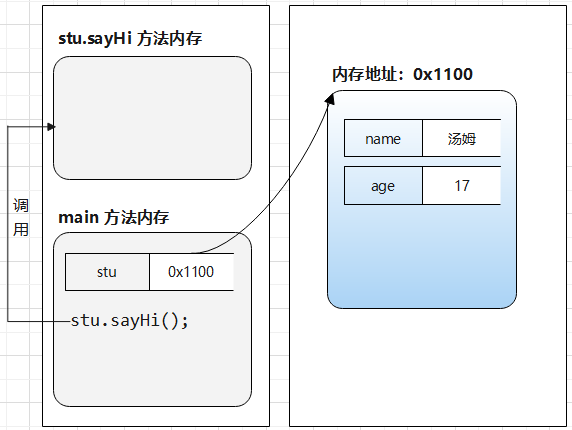 stu.sayHi 方法内存
调
用
main 方法内存
stu 0x1100
stu.sayHi();
内存地址：0x1100
name 汤姆
age 17